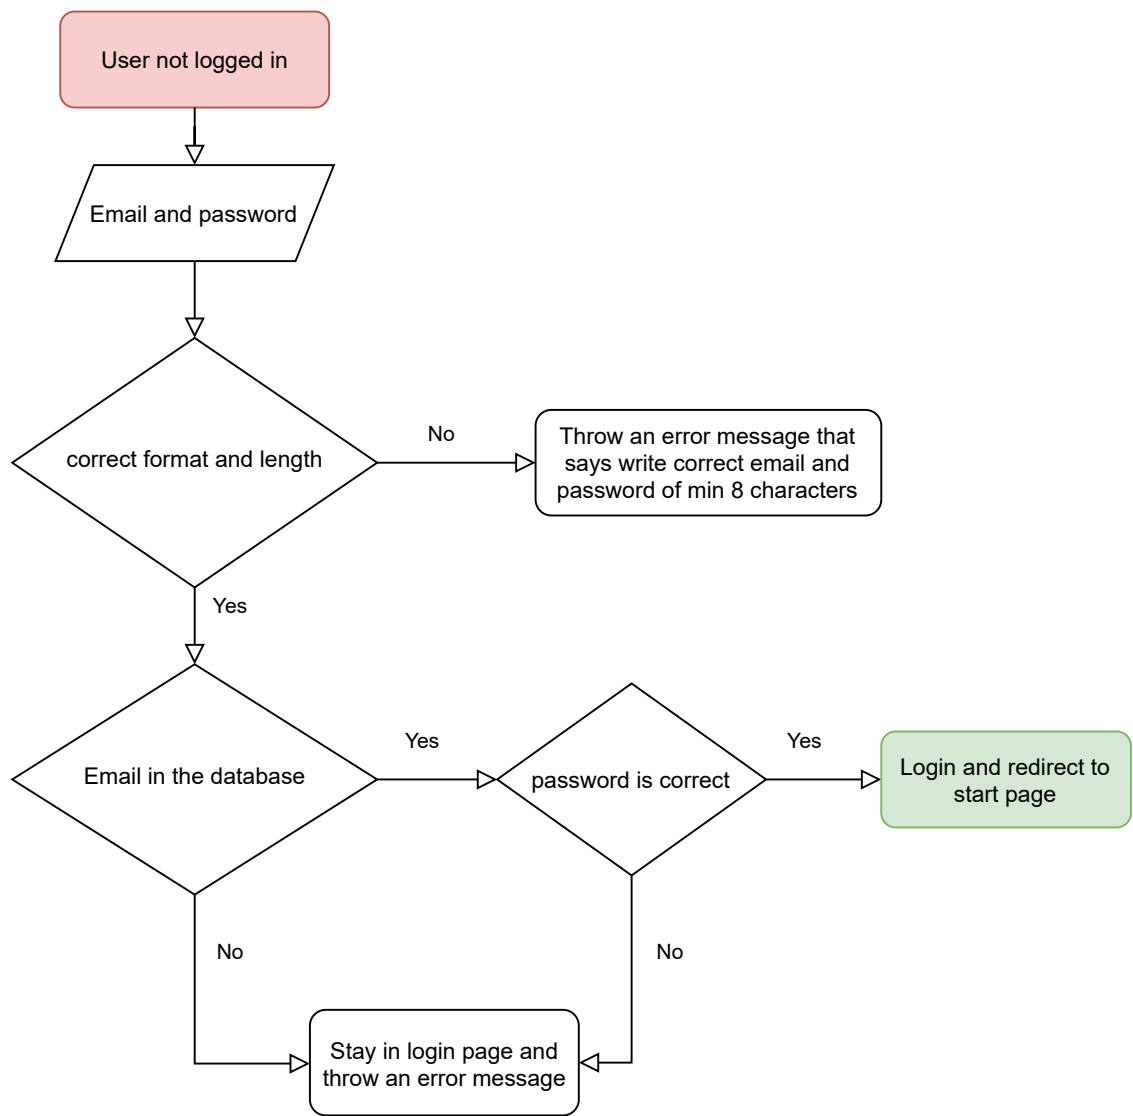 User not logged in
Email and password
correct format and length
No
Throw an error message that
says write correct email and
password of min 8 characters
Yes
Email in the database
Yes
password is correct
Yes
Login and redirect to
start page
No
No
Stay in login page and
throw an error message